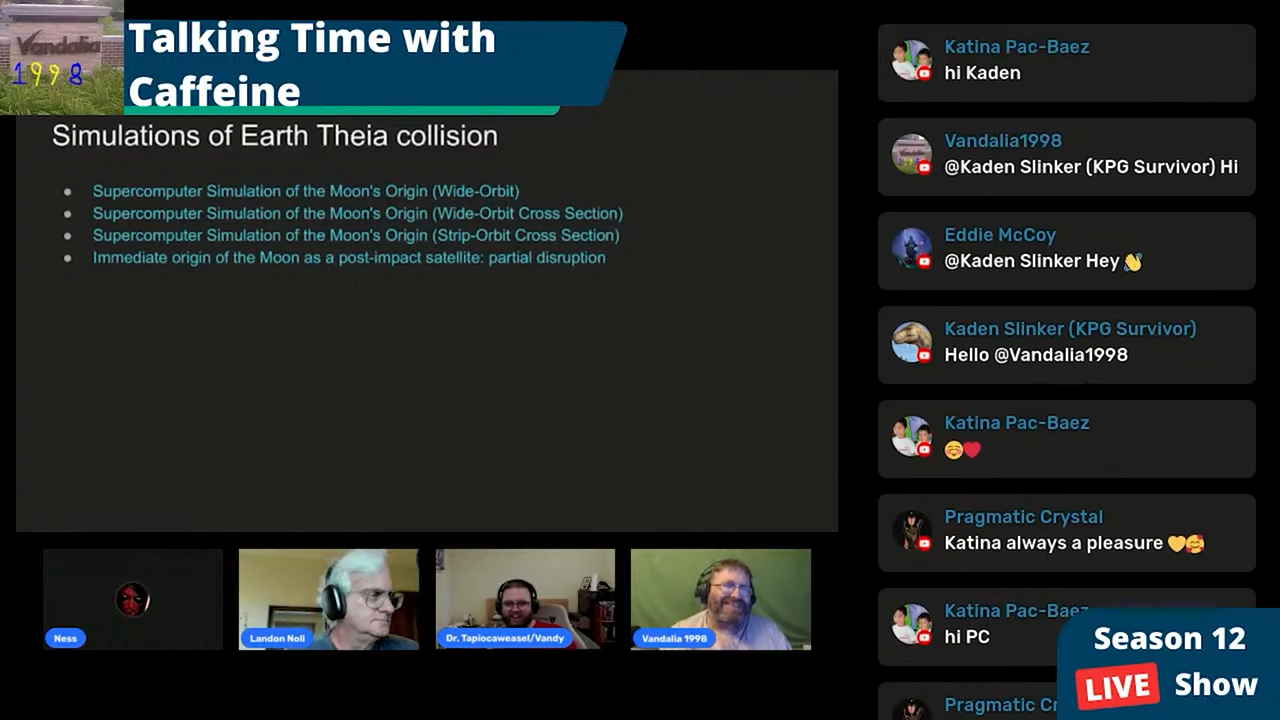 Vandalia
1998
Talking Time with
Caffeine
Simulations of Earth Theia collision
Supercomputer Simulation of the Moon's Origin (Wide-Orbit)
Supercomputer Simulation of the Moon's Origin (Wide-Orbit Cross Section)
Supercomputer Simulation of the Moon's Origin (Strip-Orbit Cross Section)
Immediate origin of the Moon as a post-impact satellite: partial disruption
Ness
Landon Noll
Dr. Tapiocaweasel/Vandy
Vandalia 1998
Katina Pac-Baez
hi Kaden
Vandalia1998
@Kaden Slinker (KPG Survivor) Hi
Eddie McCoy
@Kaden Slinker Hey 👋
Kaden Slinker (KPG Survivor)
Hello @Vandalia1998
Katina Pac-Baez
☺️❤️
Pragmatic Crystal
Katina always a pleasure 🧡🥰
Katina Pac-Baez
hi PC
Pragmatic Cr
Season 12
LIVE Show